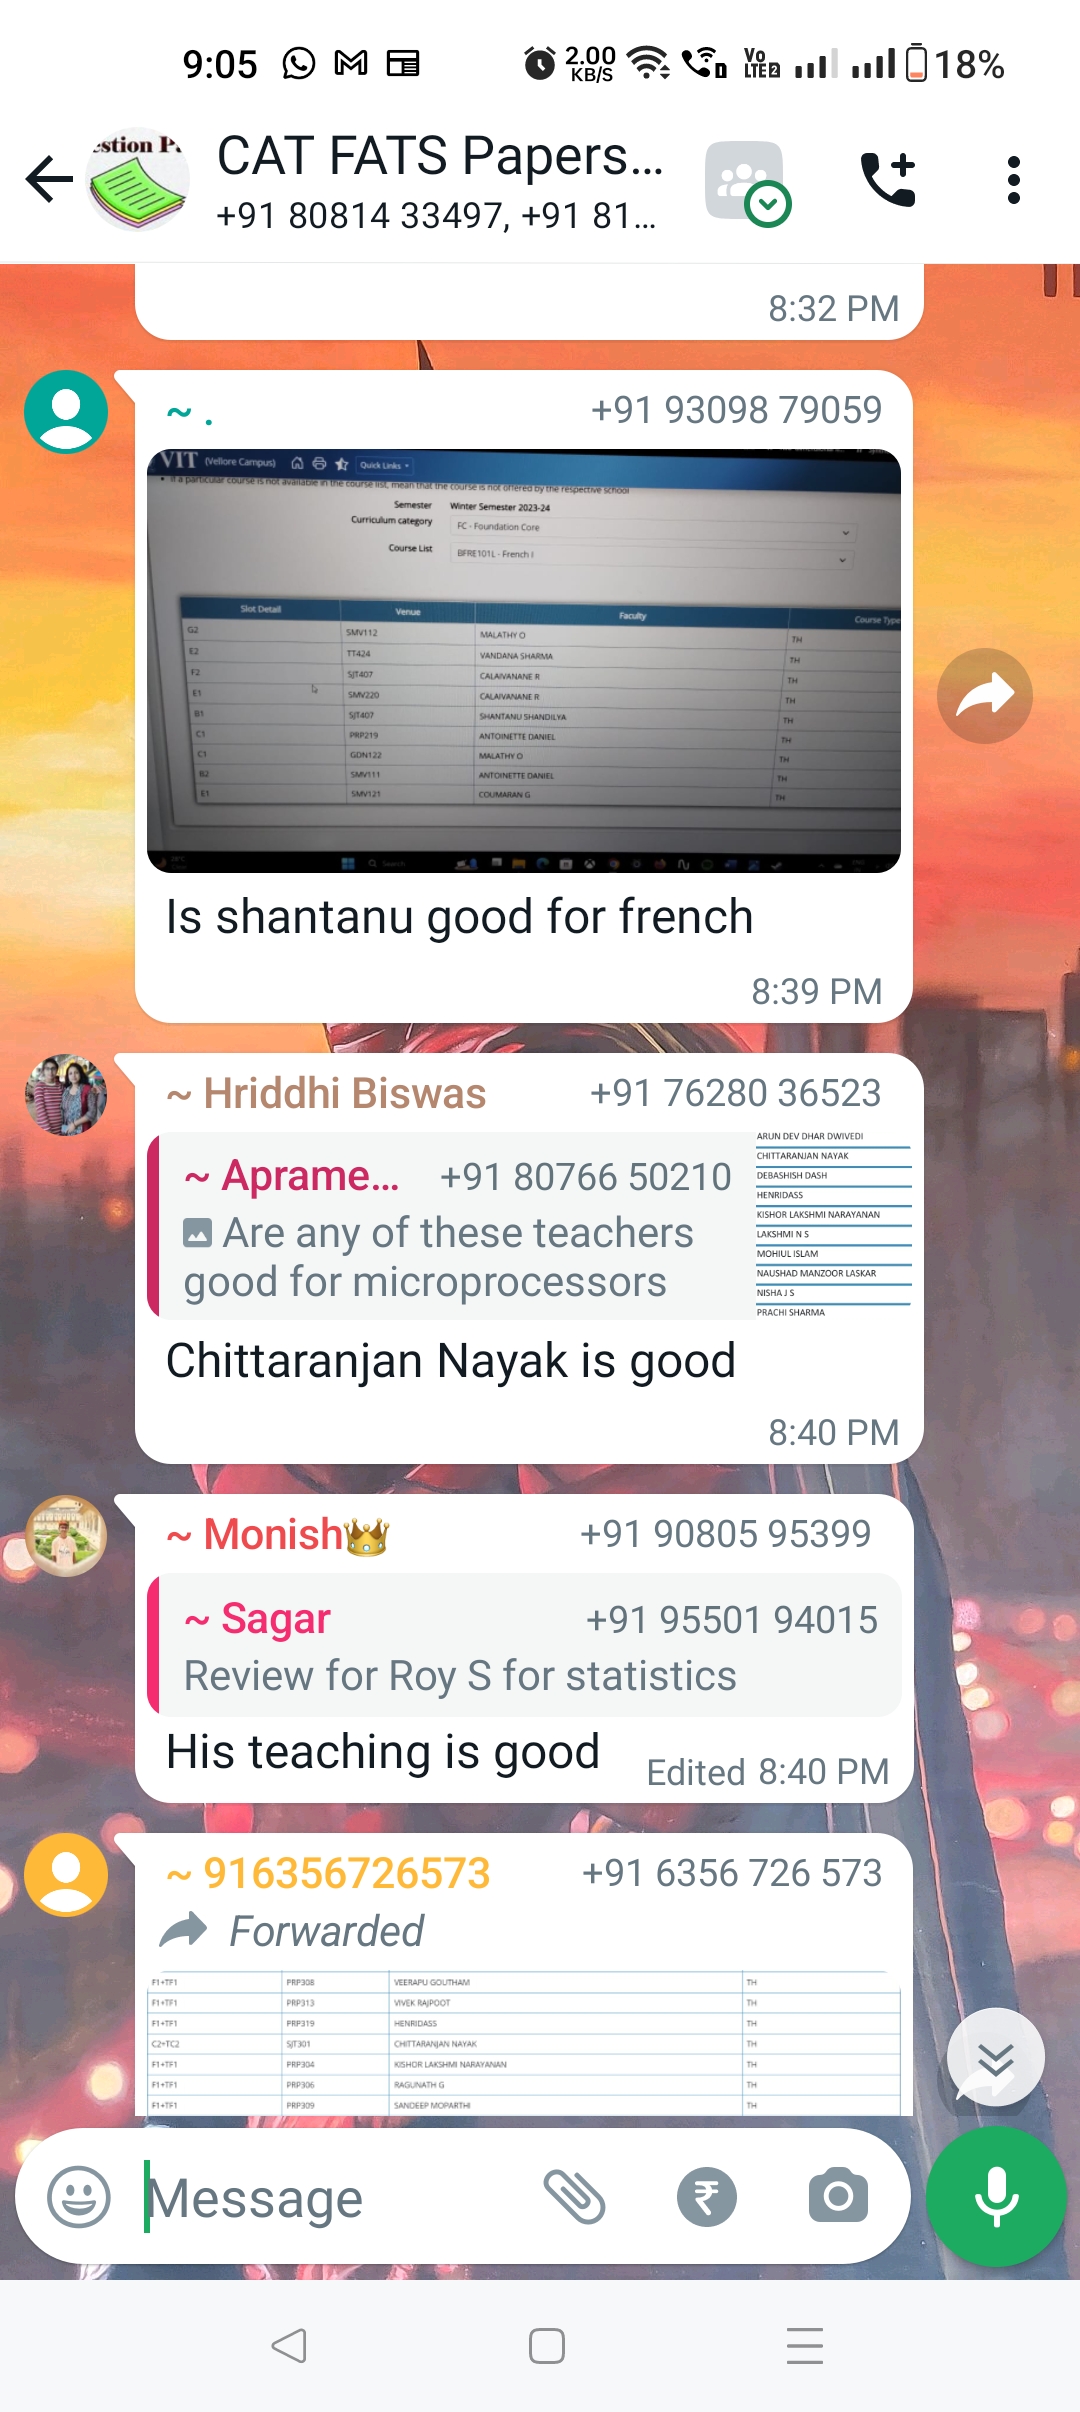 9:05
2.00
KB/S
Vo
LTE 2
18%
estion P
CAT FATS Papers...
+91 80814 33497, +91 81...
8:32 PM
~ .
+91 93098 79059
VIT (Vellore Campus) Quick Links
If a particular course is not available in the course list, mean that the course is not offered by the respective school
Semester Winter Semester 2023-24
Curriculum category FC - Foundation Core
Course List BFRE101L - French I
Slot Detail Venue Faculty Course Type
G2 SMV112 MALATHY O TH
E2 TT424 VANDANA SHARMA TH
F2 SJT407 CALAIVANANE R TH
E1 SMV220 CALAIVANANE R TH
B1 SJT407 SHANTANU SHANDILYA TH
C1 PRP219 ANTOINETTE DANIEL TH
C1 GDN122 MALATHY O TH
B2 SMV111 ANTOINETTE DANIEL TH
E1 SMV121 COUMARAN G TH
Search
Is shantanu good for french
8:39 PM
~ Hriddhi Biswas +91 76280 36523
~ Aprame... +91 80766 50210
Are any of these teachers
good for microprocessors
ARUN DEV DHAR DWIVEDI
CHITTARANJAN NAYAK
DEBASHISH DASH
HENRIDASS
KISHOR LAKSHMI NARAYANAN
LAKSHMI N S
MOHIUL ISLAM
NAUSHAD MANZOOR LASKAR
NISHA J S
PRACHI SHARMA
Chittaranjan Nayak is good
8:40 PM
~ Monish👑 +91 90805 95399
~ Sagar +91 95501 94015
Review for Roy S for statistics
His teaching is good
Edited 8:40 PM
~ 916356726573 +91 6356 726 573
Forwarded
F1+TF1 PRP308 VEERAPU GOUTHAM TH
F1+TF1 PRP313 VIVEK RAJPOOT TH
F1+TF1 PRP319 HENRIDASS TH
C2+TC2 SJT301 CHITTARANJAN NAYAK TH
F1+TF1 PRP304 KISHOR LAKSHMI NARAYANAN TH
F1+TF1 PRP306 RAGUNATH G TH
F1+TF1 PRP309 SANDEEP MOPARTHI TH
Message